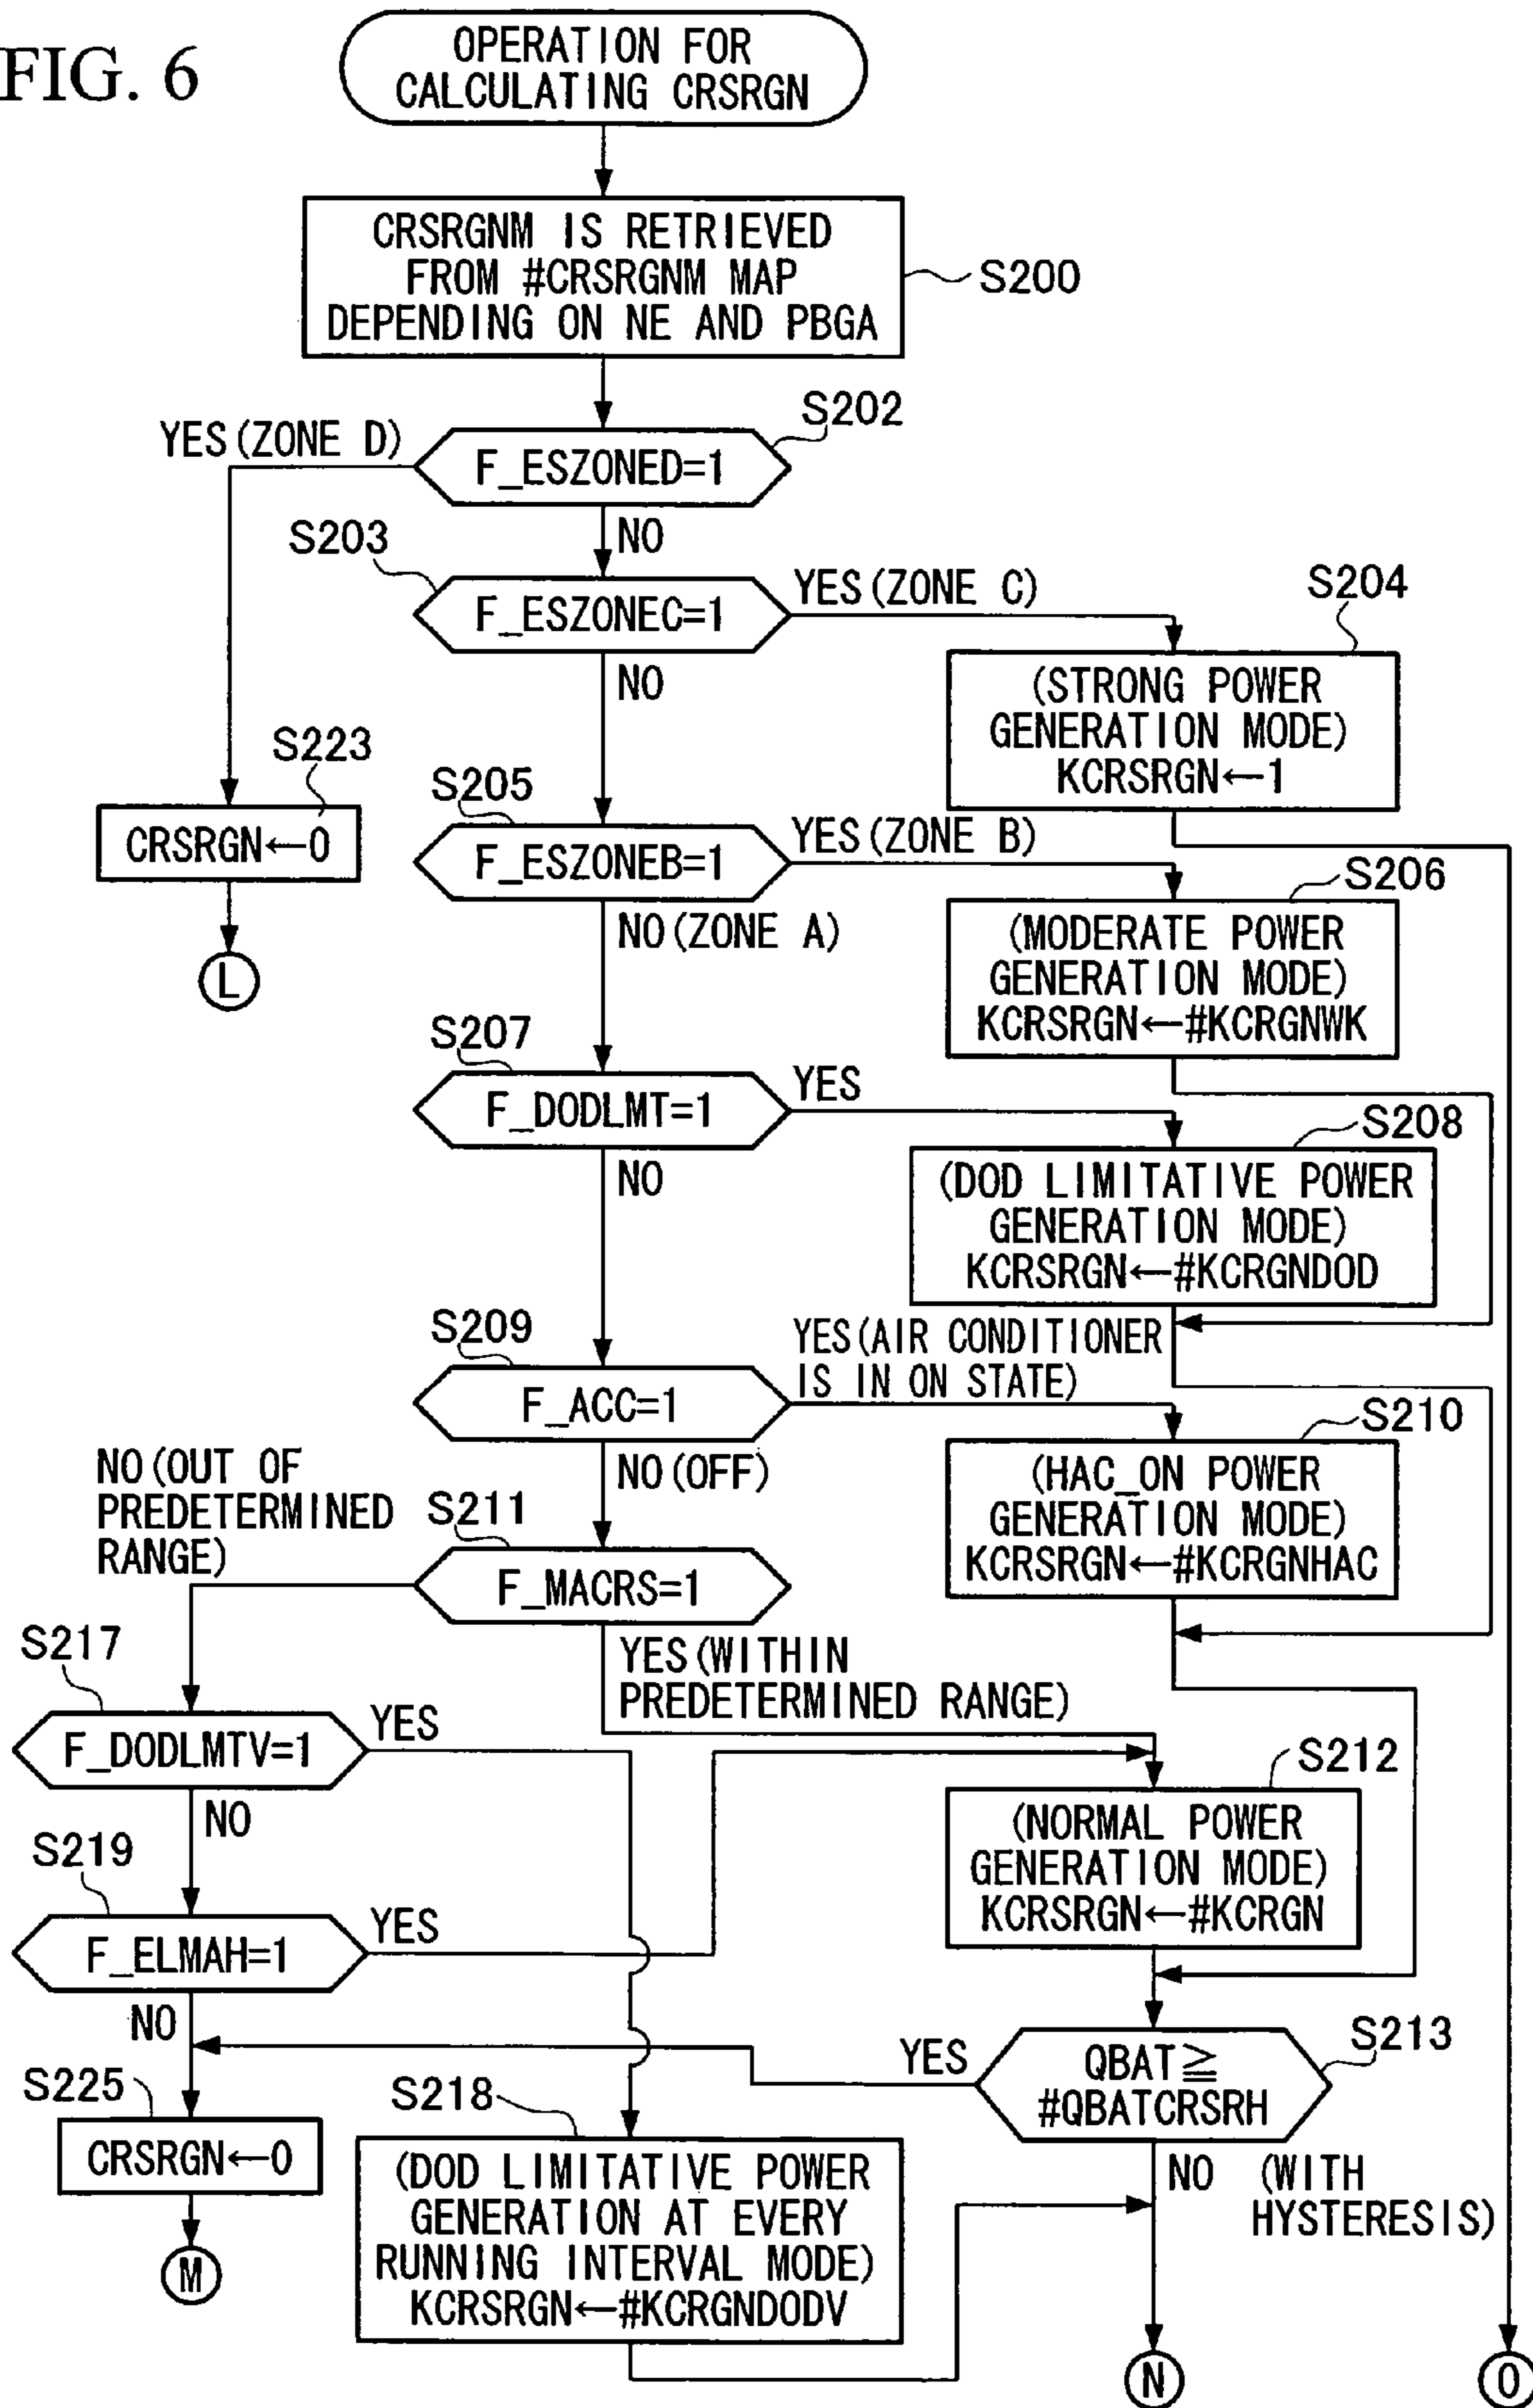 FIG. 6
OPERATION FOR
CALCULATING CRSRGN
CRSRGNM IS RETRIEVED
FROM #CRSRGNM MAP
DEPENDING ON NE AND PBGA
S200
S202
YES(ZONE D)
F_ESZONED=1
NO
S203
F_ESZONEC=1
YES(ZONE C)
NO
S204
(STRONG POWER
GENERATION MODE)
KCRSRGN←1
S223
CRSRGN←0
L
S205
F_ESZONEB=1
YES(ZONE B)
NO(ZONE A)
S206
(MODERATE POWER
GENERATION MODE)
KCRSRGN←#KCRGNWK
S207
F_DODLMT=1
YES
NO
S208
(DOD LIMITATIVE POWER
GENERATION MODE)
KCRSRGN←#KCRGNDOD
S209
F_ACC=1
YES(AIR CONDITIONER
IS IN ON STATE)
NO(OFF)
S210
(HAC_ON POWER
GENERATION MODE)
KCRSRGN←#KCRGNHAC
NO(OUT OF
PREDETERMINED
RANGE)
S211
F_MACRS=1
YES(WITHIN
PREDETERMINED RANGE)
S217
F_DODLMTV=1
YES
NO
S212
(NORMAL POWER
GENERATION MODE)
KCRSRGN←#KCRGN
S219
F_ELMAH=1
YES
NO
S213
QBAT≧
#QBATCRSRH
YES
NO (WITH
HYSTERESIS)
S225
CRSRGN←0
M
S218
(DOD LIMITATIVE POWER
GENERATION AT EVERY
RUNNING INTERVAL MODE)
KCRSRGN←#KCRGNDODV
N
O